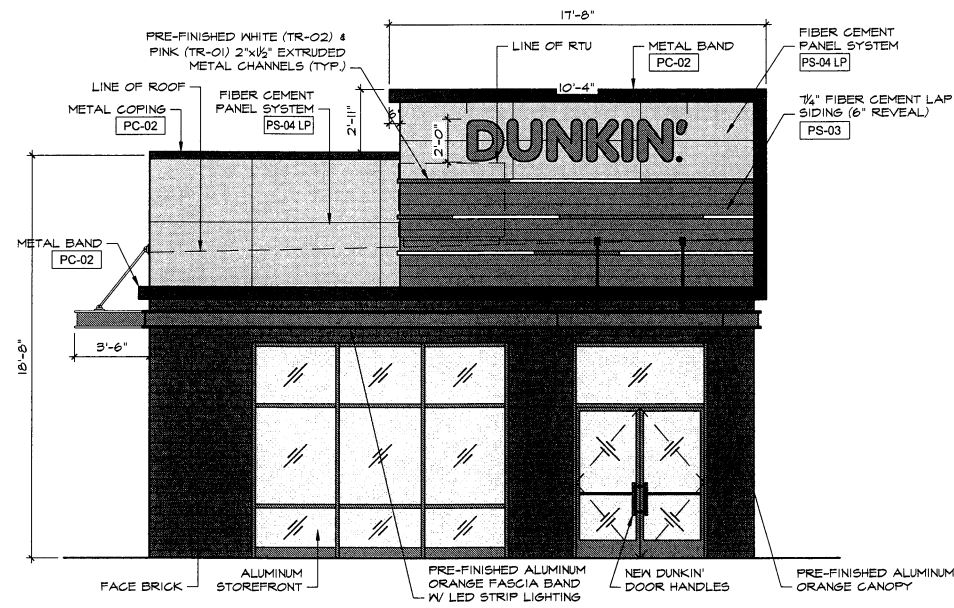 17'-8"
PRE-FINISHED WHITE (TR-02) &
PINK (TR-01) 2"x1½" EXTRUDED
METAL CHANNELS (TYP.)
LINE OF RTU
METAL BAND
PC-02
FIBER CEMENT
PANEL SYSTEM
PS-04 LP
LINE OF ROOF
METAL COPING
PC-02
FIBER CEMENT
PANEL SYSTEM
PS-04 LP
2'-11"
6"
10'-4"
2'-0"
DUNKIN'
7¼" FIBER CEMENT LAP
SIDING (6" REVEAL)
PS-03
METAL BAND
PC-02
18'-8"
3'-6"
FACE BRICK
ALUMINUM
STOREFRONT
PRE-FINISHED ALUMINUM
ORANGE FASCIA BAND
W/ LED STRIP LIGHTING
NEW DUNKIN'
DOOR HANDLES
PRE-FINISHED ALUMINUM
ORANGE CANOPY